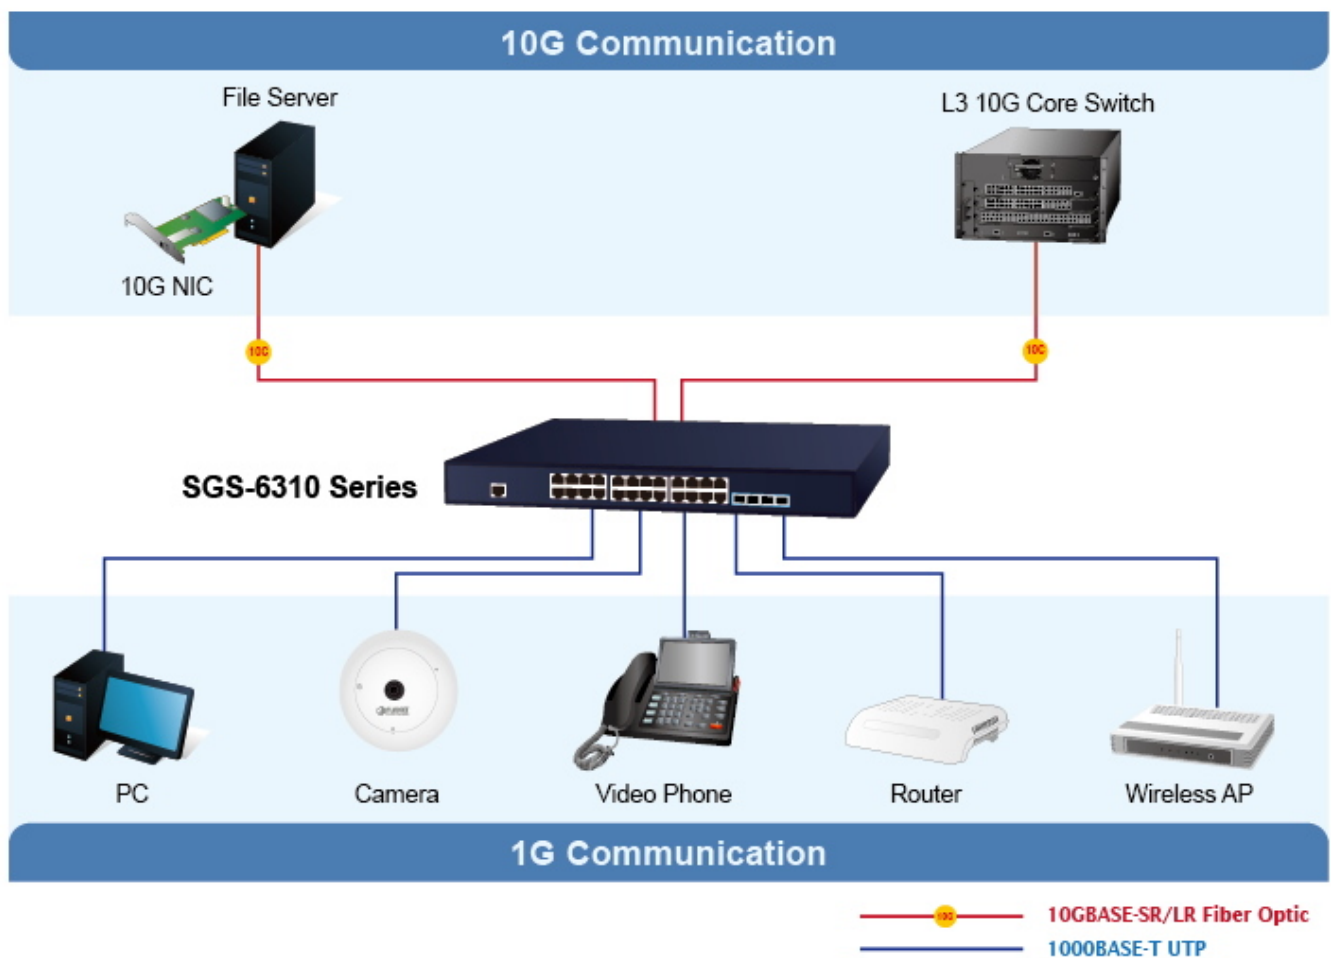 10G Communication
File Server
L3 10G Core Switch
10G NIC
10G
10G
SGS-6310 Series
PLANET
PC
Camera
Video Phone
Router
Wireless AP
1G Communication
10G
10GBASE-SR/LR Fiber Optic
1000BASE-T UTP